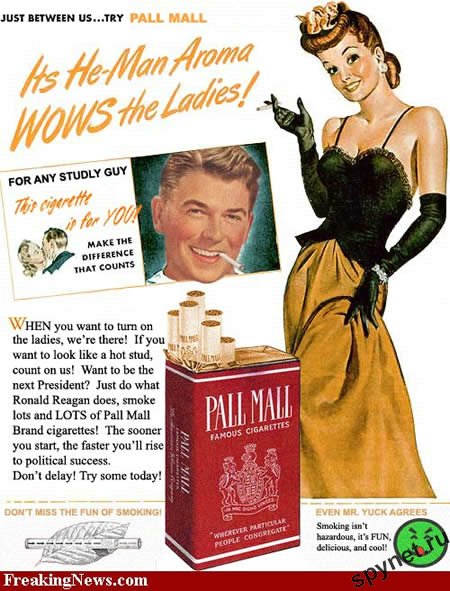 JUST BETWEEN US...TRY PALL MALL
Its He-Man Aroma
WOWS the Ladies!
FOR ANY STUDLY GUY
This cigarette
is for YOU!
MAKE THE
DIFFERENCE
THAT COUNTS
WHEN you want to turn on
the ladies, we're there! If you
want to look like a hot stud,
count on us! Want to be the
next President? Just do what
Ronald Reagan does, smoke
lots and LOTS of Pall Mall
Brand cigarettes! The sooner
you start, the faster you'll rise
to political success.
Don't delay! Try some today!
PALL MALL
PALL MALL
FAMOUS CIGARETTES
IN HOC SIGNO VINCES
"WHEREVER PARTICULAR
PEOPLE CONGREGATE"
DON'T MISS THE FUN OF SMOKING!
EVEN MR. YUCK AGREES
Smoking isn't
hazardous, it's FUN,
delicious, and cool!
FreakingNews.com
spynet.ru